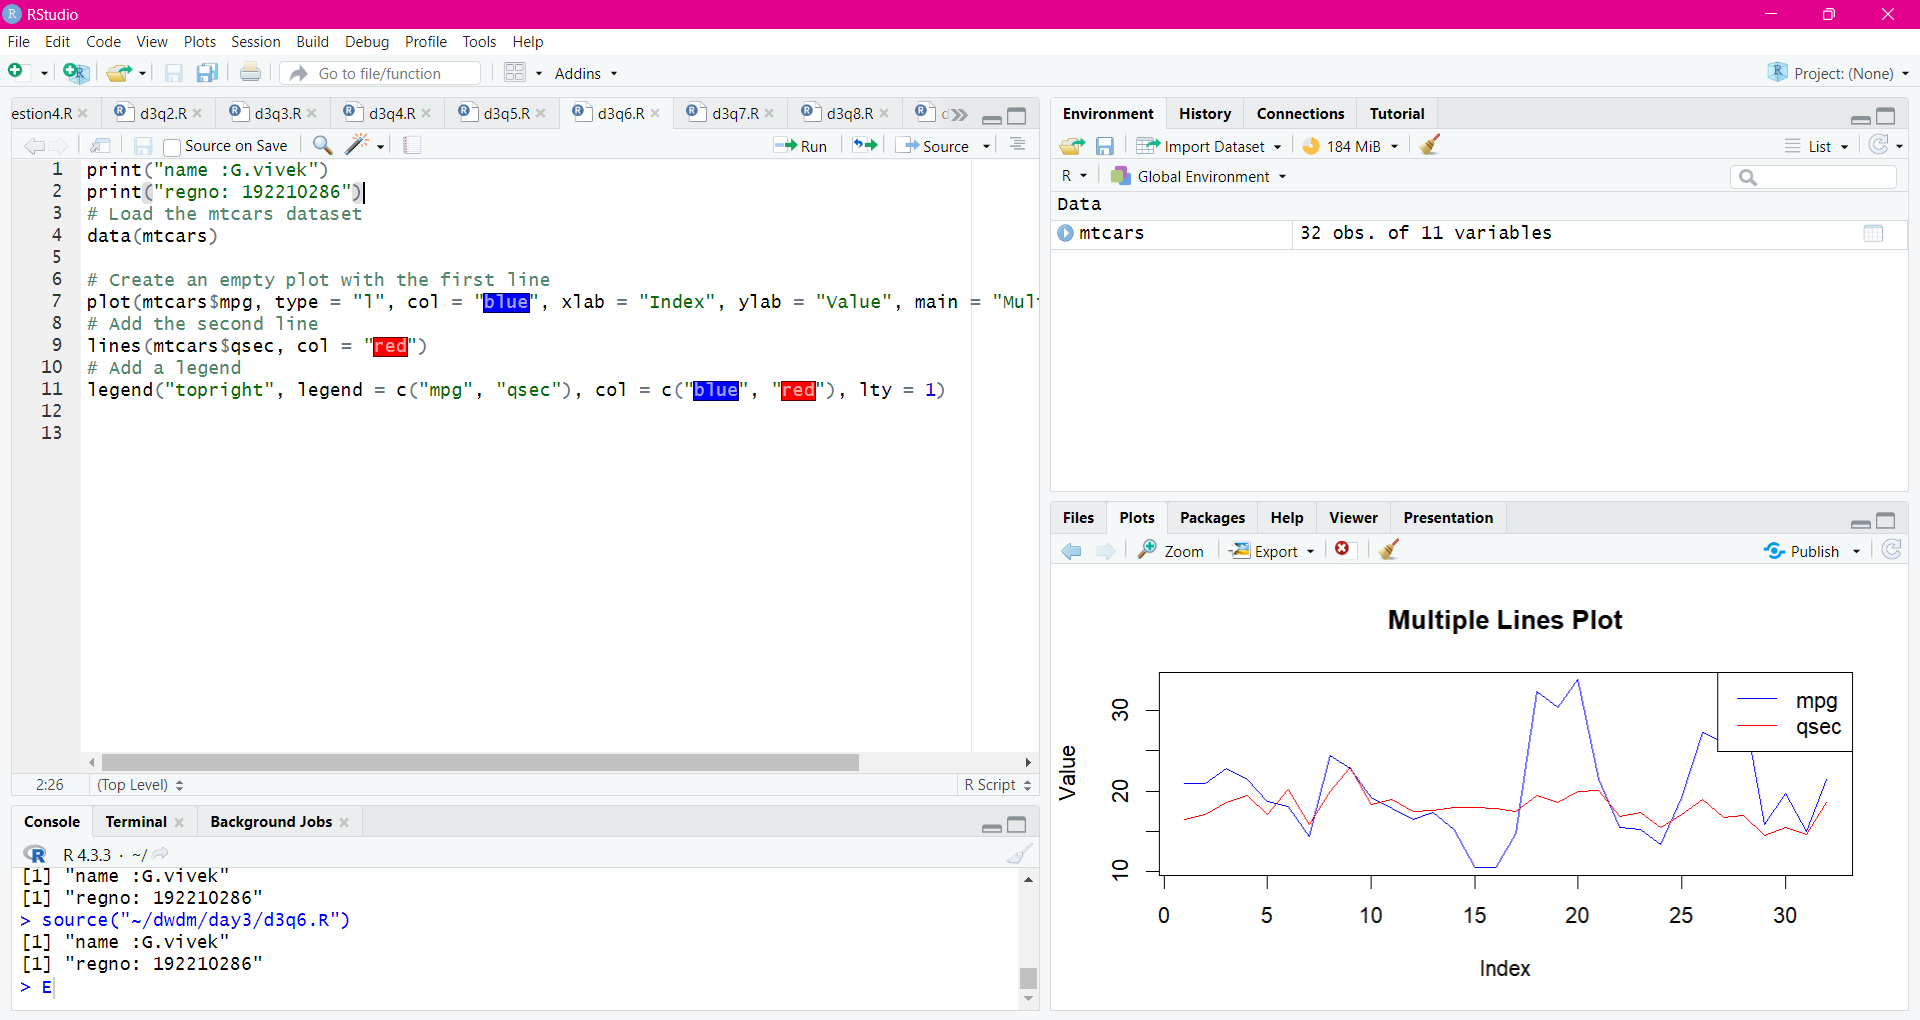 RStudio
File Edit Code View Plots Session Build Debug Profile Tools Help
Go to file/function Addins Project: (None)
estion4.R d3q2.R d3q3.R d3q4.R d3q5.R d3q6.R d3q7.R d3q8.R
Source on Save Run Source
1 print("name :G.vivek")
2 print("regno: 192210286")
3 # Load the mtcars dataset
4 data(mtcars)
5
6 # Create an empty plot with the first line
7 plot(mtcars$mpg, type = "l", col = "blue", xlab = "Index", ylab = "Value", main = "Mul
8 # Add the second line
9 lines(mtcars$qsec, col = "red")
10 # Add a legend
11 legend("topright", legend = c("mpg", "qsec"), col = c("blue", "red"), lty = 1)
12
13
2:26 (Top Level) R Script
Console Terminal Background Jobs
R 4.3.3 · ~/
[1] "name :G.vivek"
[1] "regno: 192210286"
> source("~/dwdm/day3/d3q6.R")
[1] "name :G.vivek"
[1] "regno: 192210286"
> E
Environment History Connections Tutorial
Import Dataset 184 MiB List
R Global Environment
Data
mtcars 32 obs. of 11 variables
Files Plots Packages Help Viewer Presentation
Zoom Export Publish
Multiple Lines Plot
mpg
qsec
Value
30
20
10
0 5 10 15 20 25 30
Index